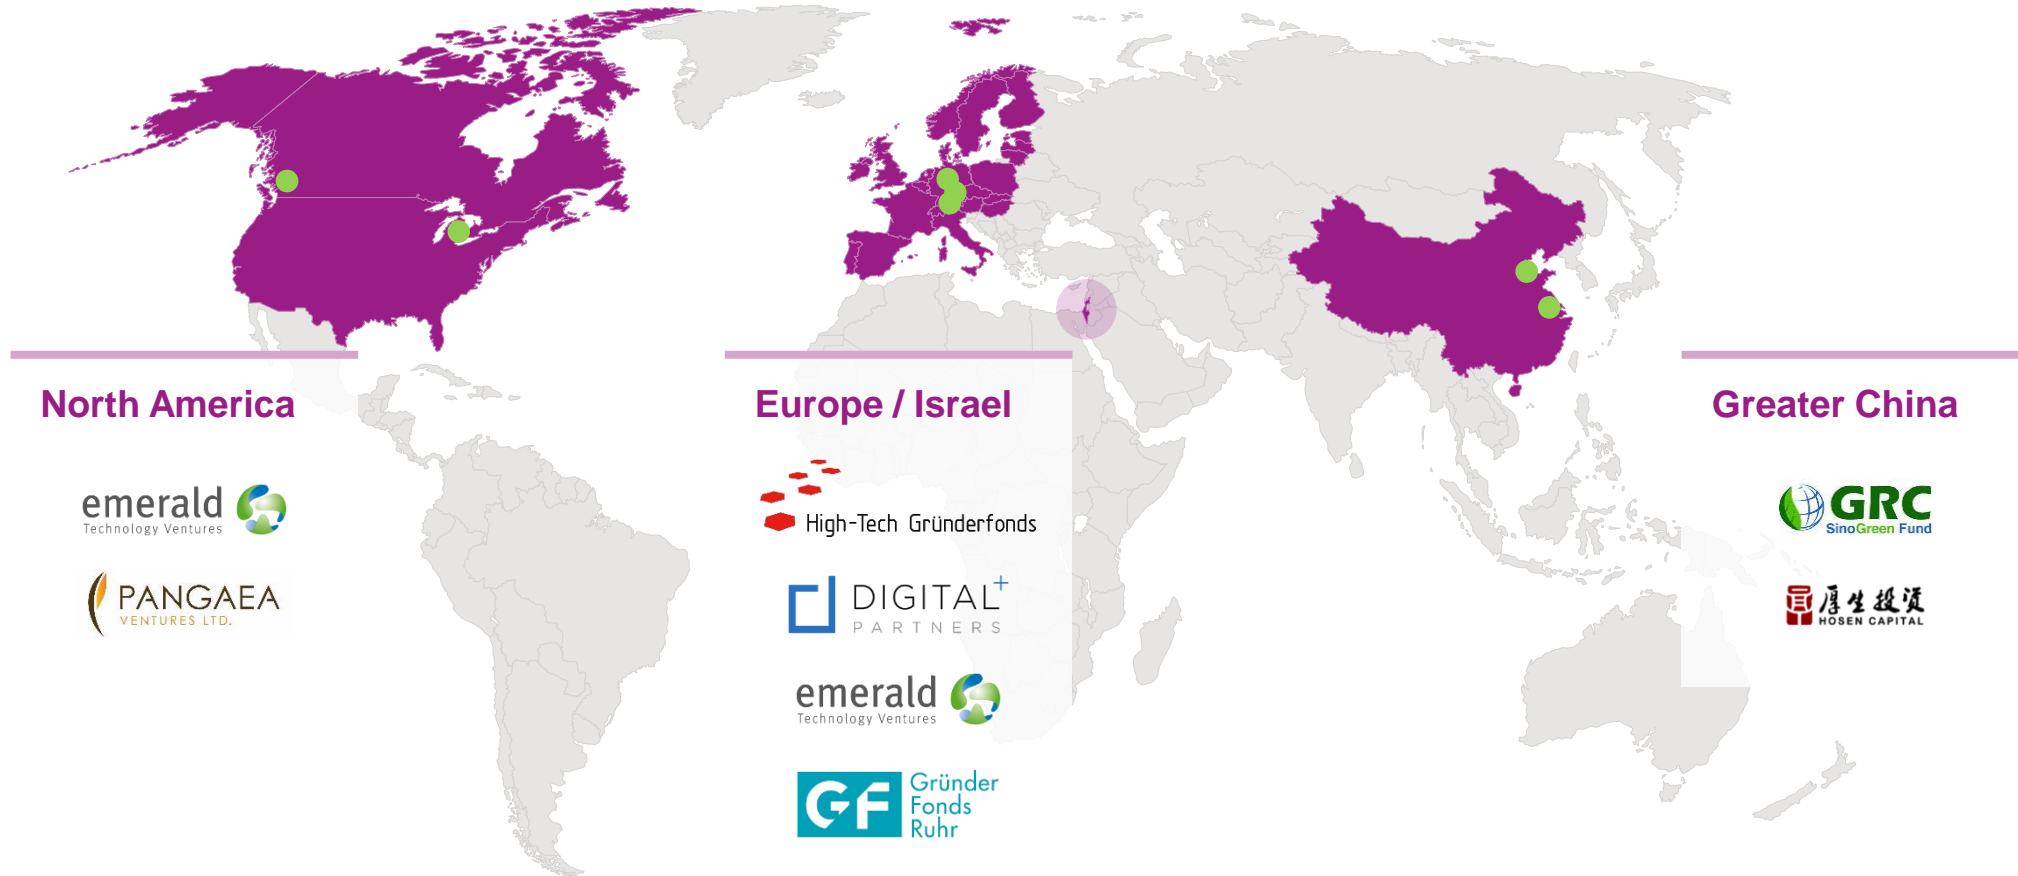 North America
emerald
Technology Ventures
PANGAEA
VENTURES LTD.
Europe / Israel
High-Tech Gründerfonds
DIGITAL+
PARTNERS
emerald
Technology Ventures
GF
Gründer
Fonds
Ruhr
Greater China
GRC
SinoGreen Fund
厚生投资
HOSEN CAPITAL